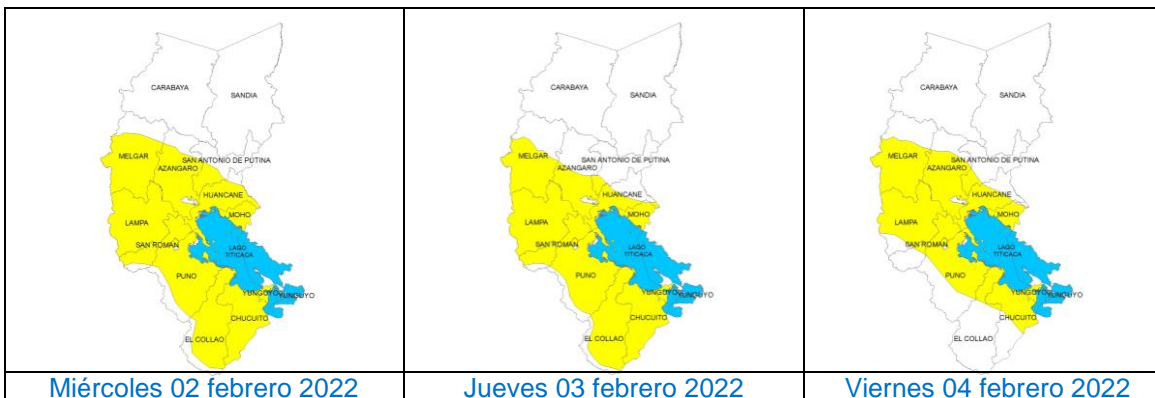 CARABAYA
SANDIA
MELGAR
SAN ANTONIO DE PUTINA
AZANGARO
HUANCANE
LAMPA
MOHO
SAN ROMAN
LAGO
TITICACA
PUNO
YUNGUYO
YUNGUYO
CHUCUITO
EL COLLAO
Miércoles 02 febrero 2022
CARABAYA
SANDIA
MELGAR
SAN ANTONIO DE PUTINA
AZANGARO
HUANCANE
LAMPA
MOHO
SAN ROMAN
LAGO
TITICACA
PUNO
YUNGUYO
YUNGUYO
CHUCUITO
EL COLLAO
Jueves 03 febrero 2022
CARABAYA
SANDIA
MELGAR
SAN ANTONIO DE PUTINA
AZANGARO
HUANCANE
LAMPA
MOHO
SAN ROMAN
LAGO
TITICACA
PUNO
YUNGUYO
YUNGUYO
CHUCUITO
EL COLLAO
Viernes 04 febrero 2022